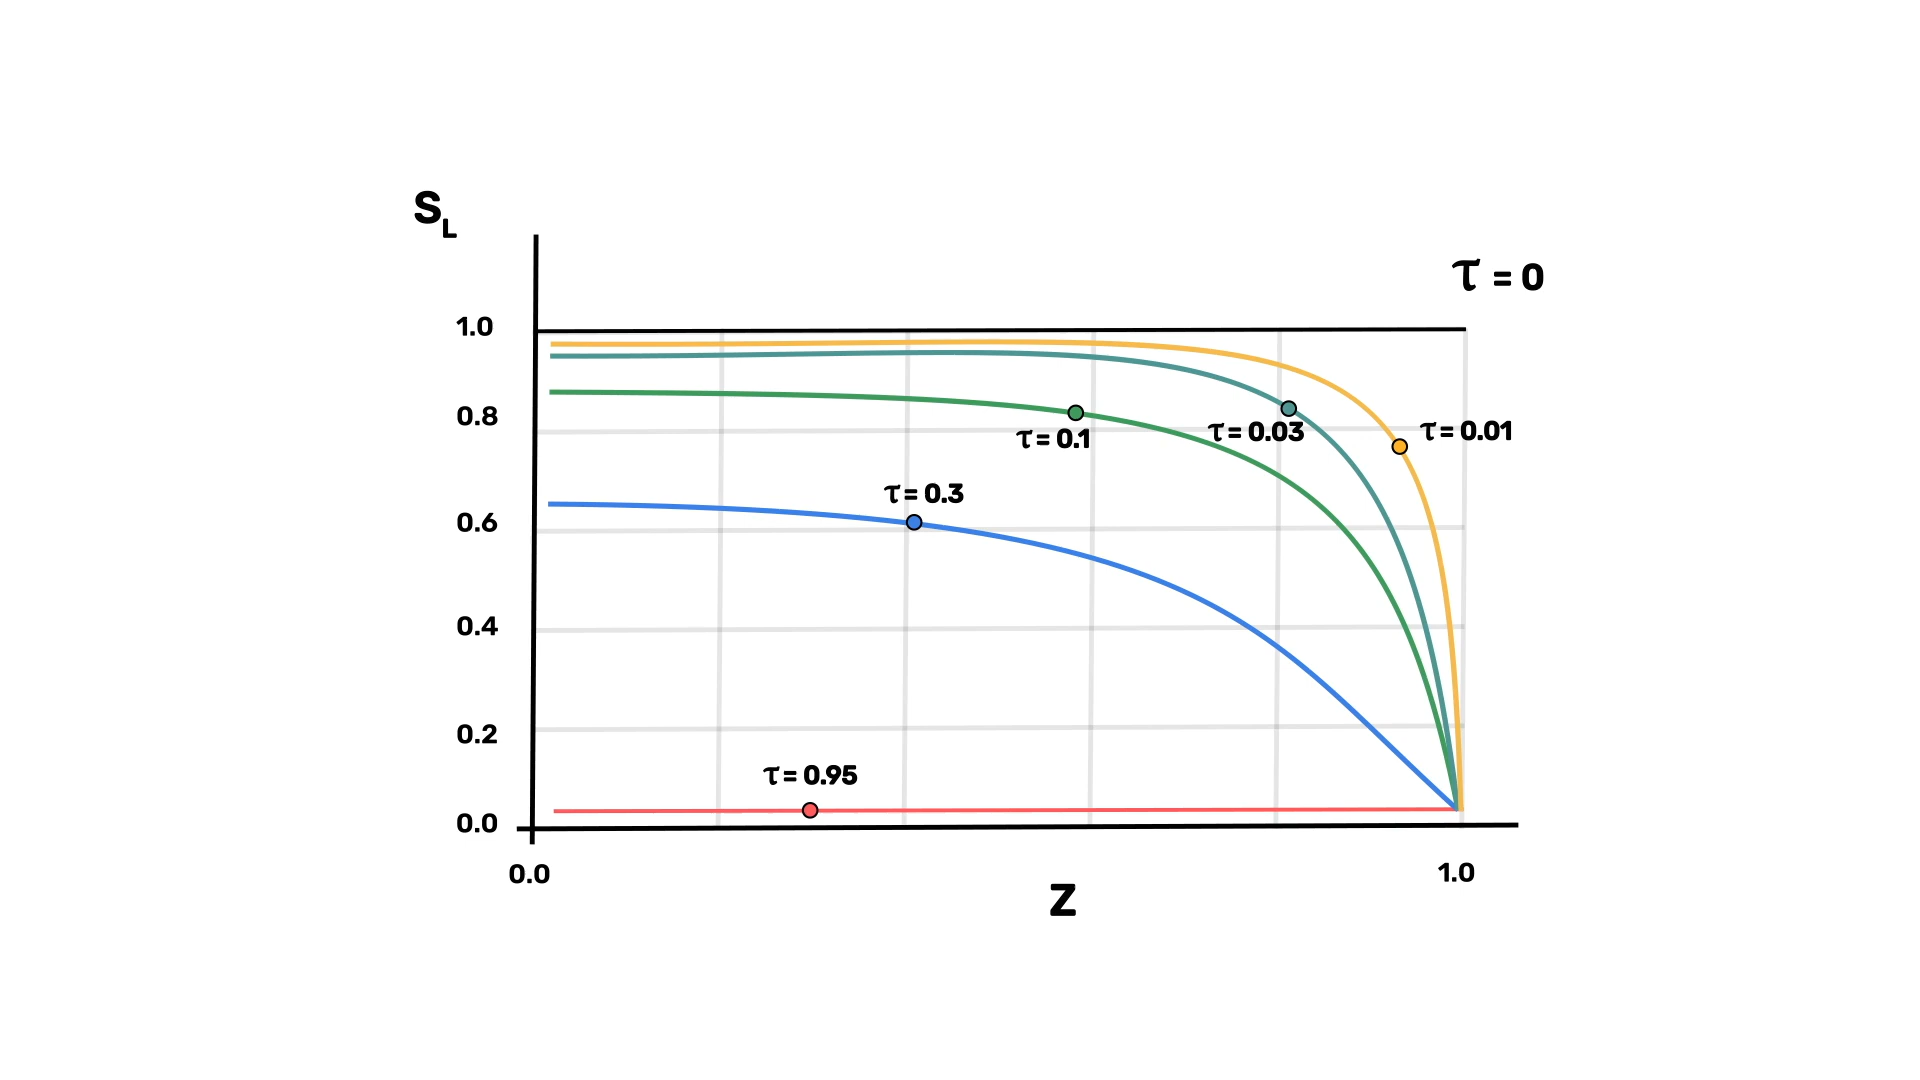 S_L
τ = 0
1.0
0.8
τ = 0.1
τ = 0.03
τ = 0.01
τ = 0.3
0.6
0.4
0.2
τ = 0.95
0.0
0.0
1.0
Z